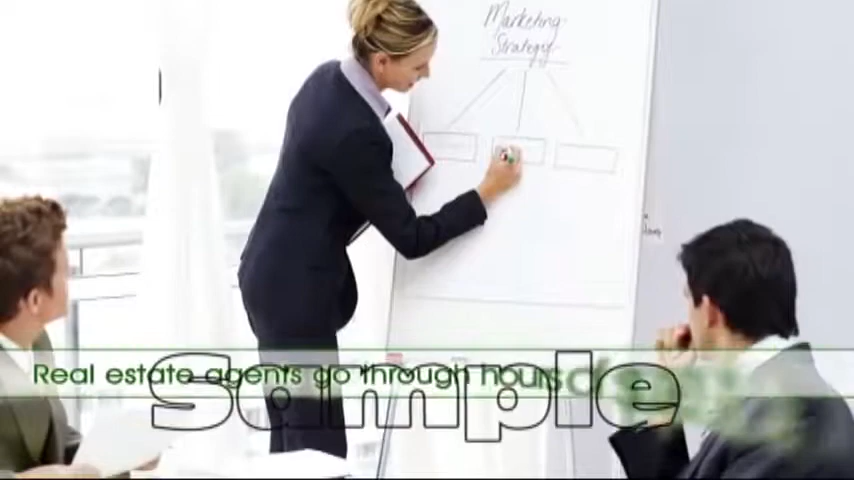 Marketing
Strategy
Real estate agents go through hours
Sample